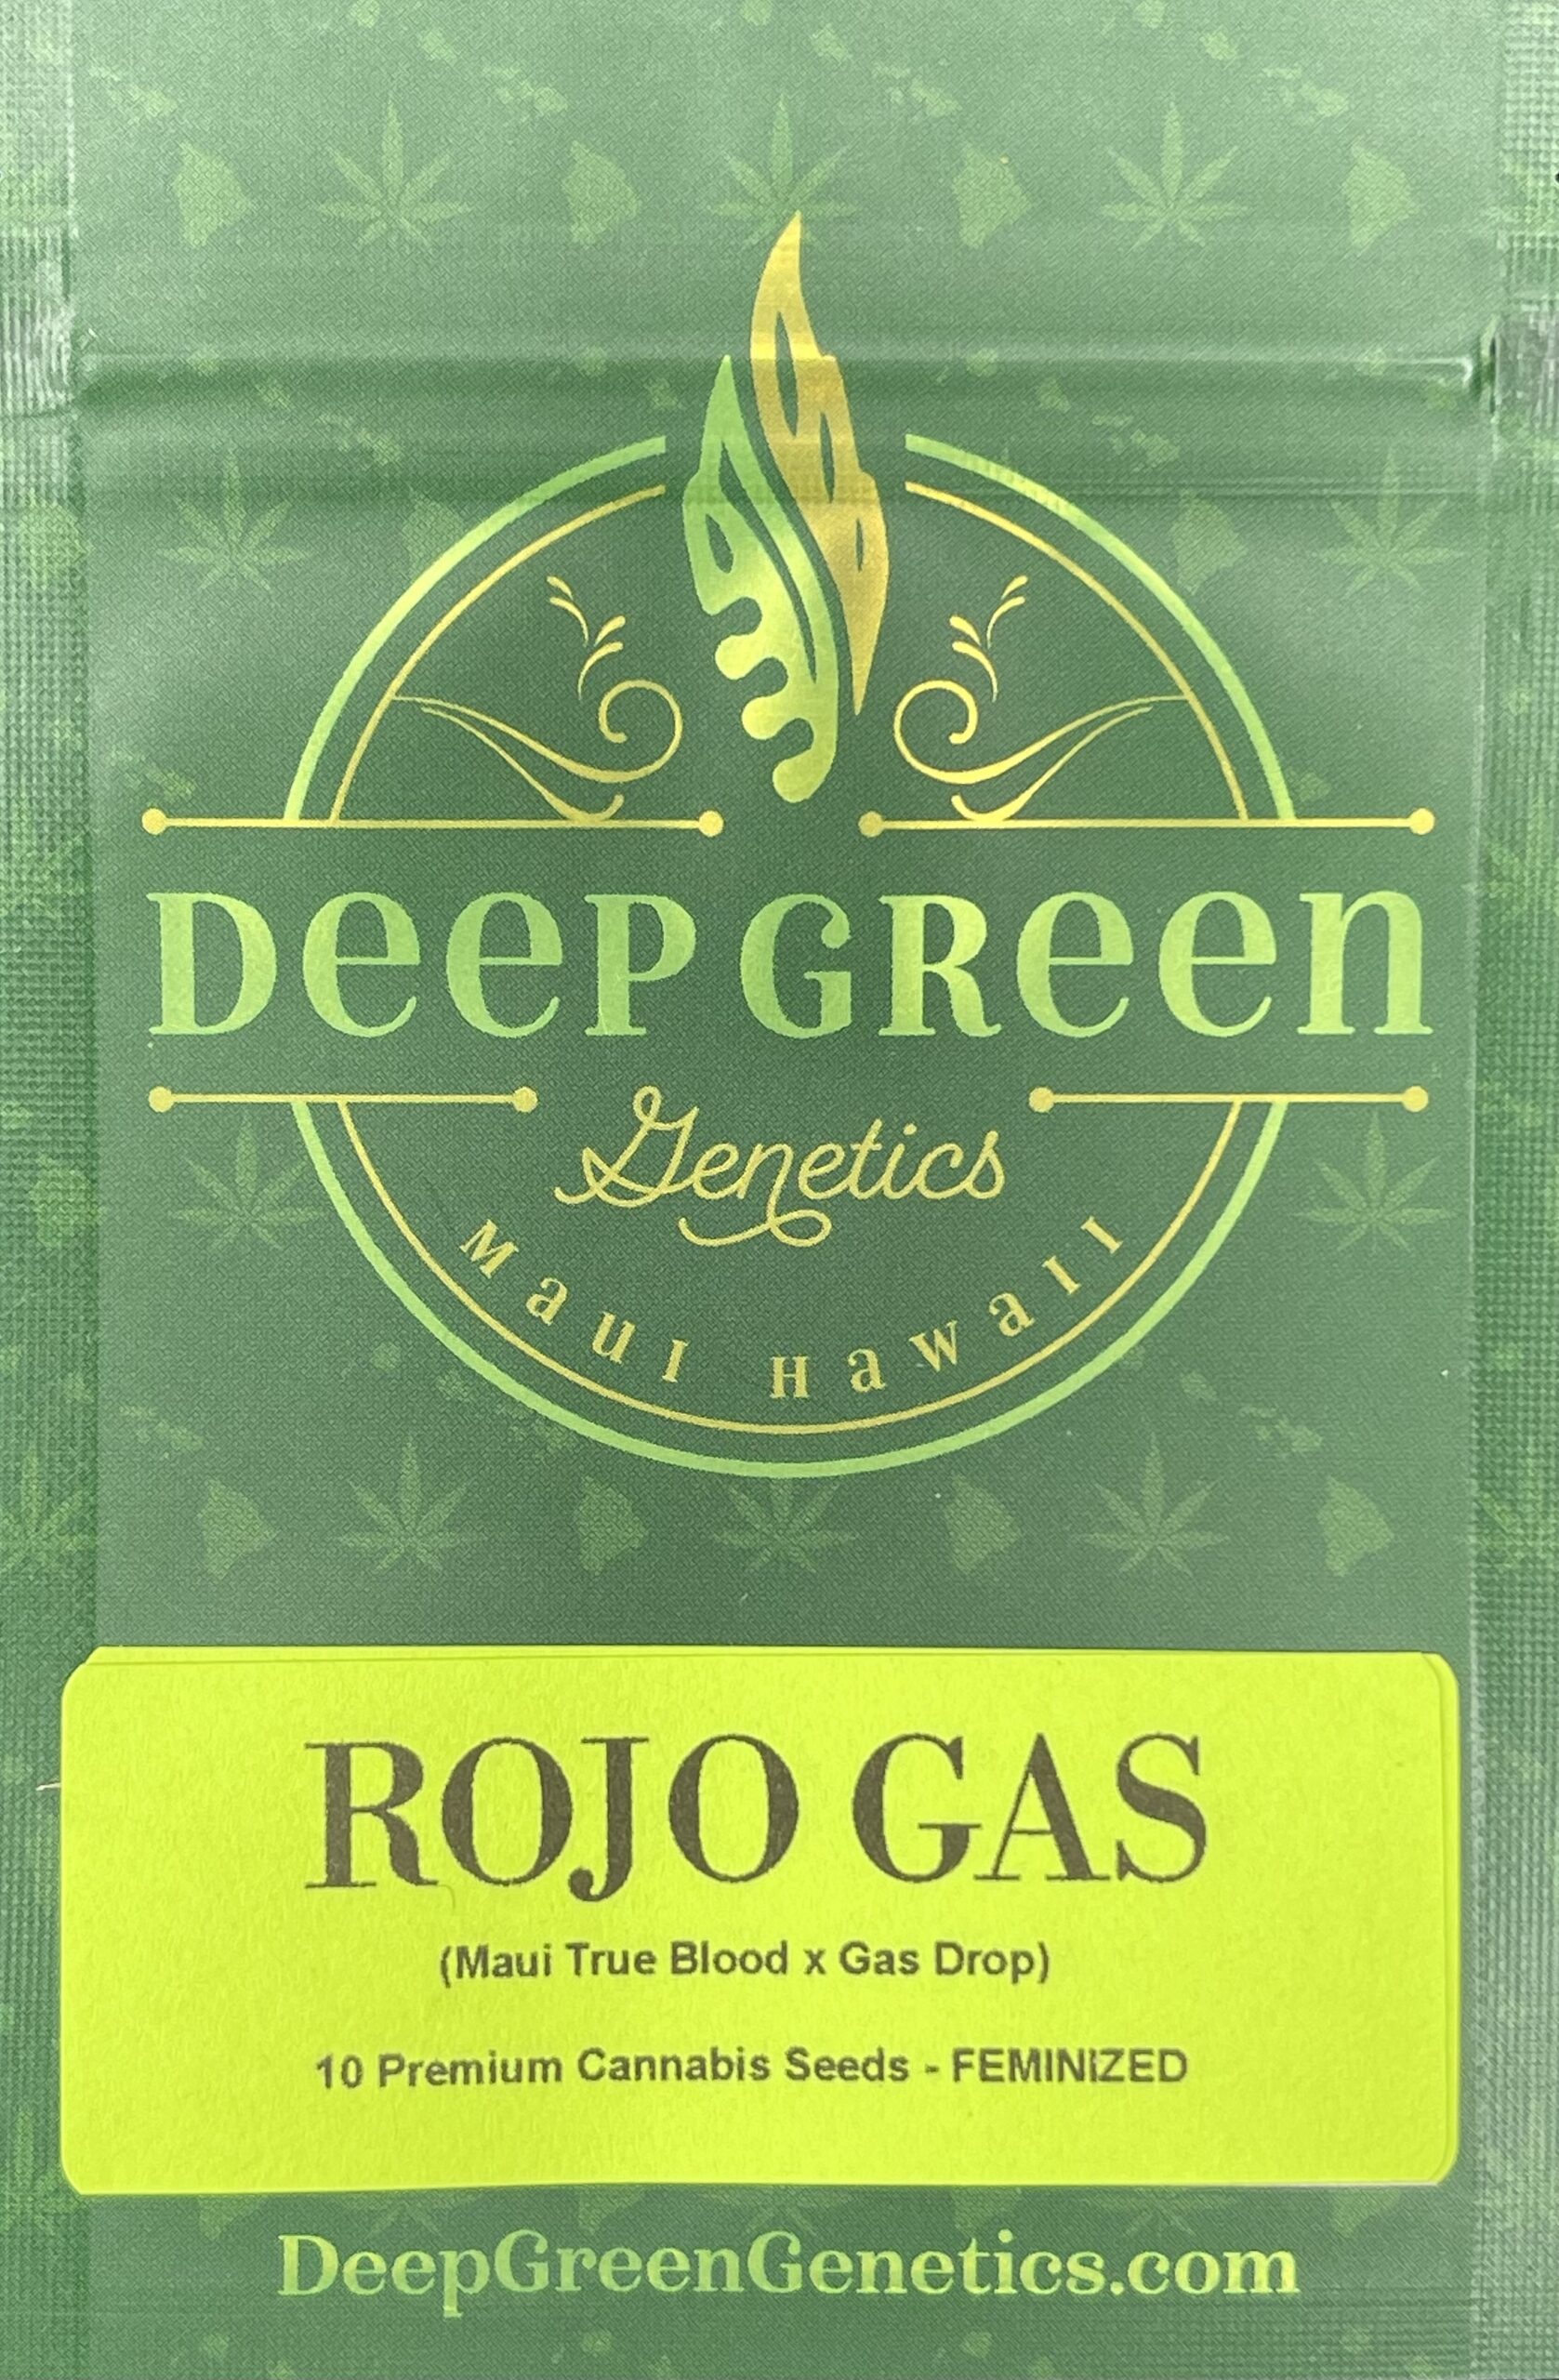 DeeP GReen
Genetics
MauI HawaII
ROJO GAS
(Maui True Blood x Gas Drop)
10 Premium Cannabis Seeds - FEMINIZED
DeepGreenGenetics.com